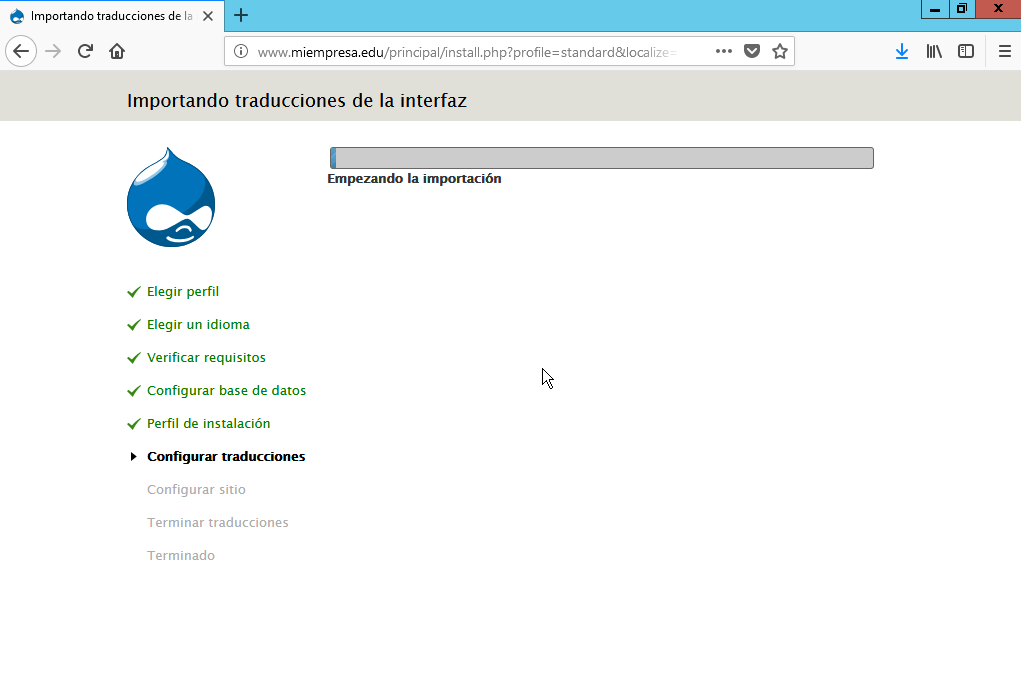 Importando traducciones de la
www.miempresa.edu/principal/install.php?profile=standard&localize=
Importando traducciones de la interfaz
Empezando la importación
Elegir perfil
Elegir un idioma
Verificar requisitos
Configurar base de datos
Perfil de instalación
Configurar traducciones
Configurar sitio
Terminar traducciones
Terminado